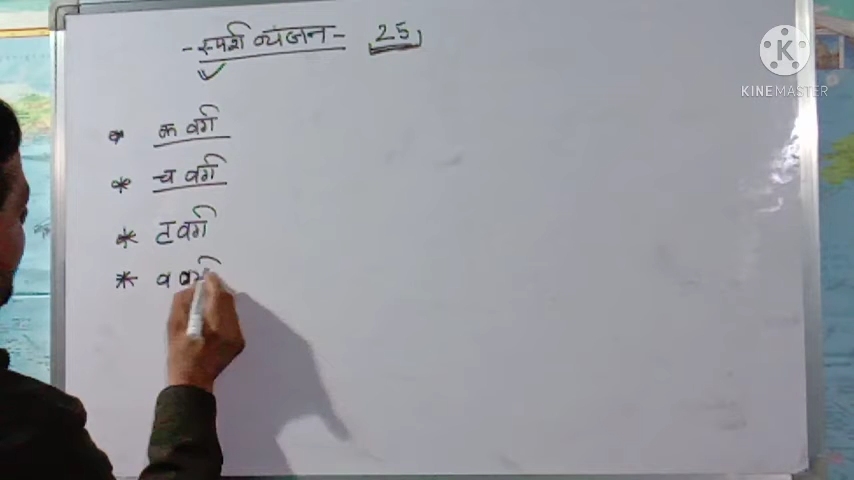 -स्पर्श व्यंजन- 25
* क वर्ग
* च वर्ग
* ट वर्ग
* व वर्ग
KINEMASTER